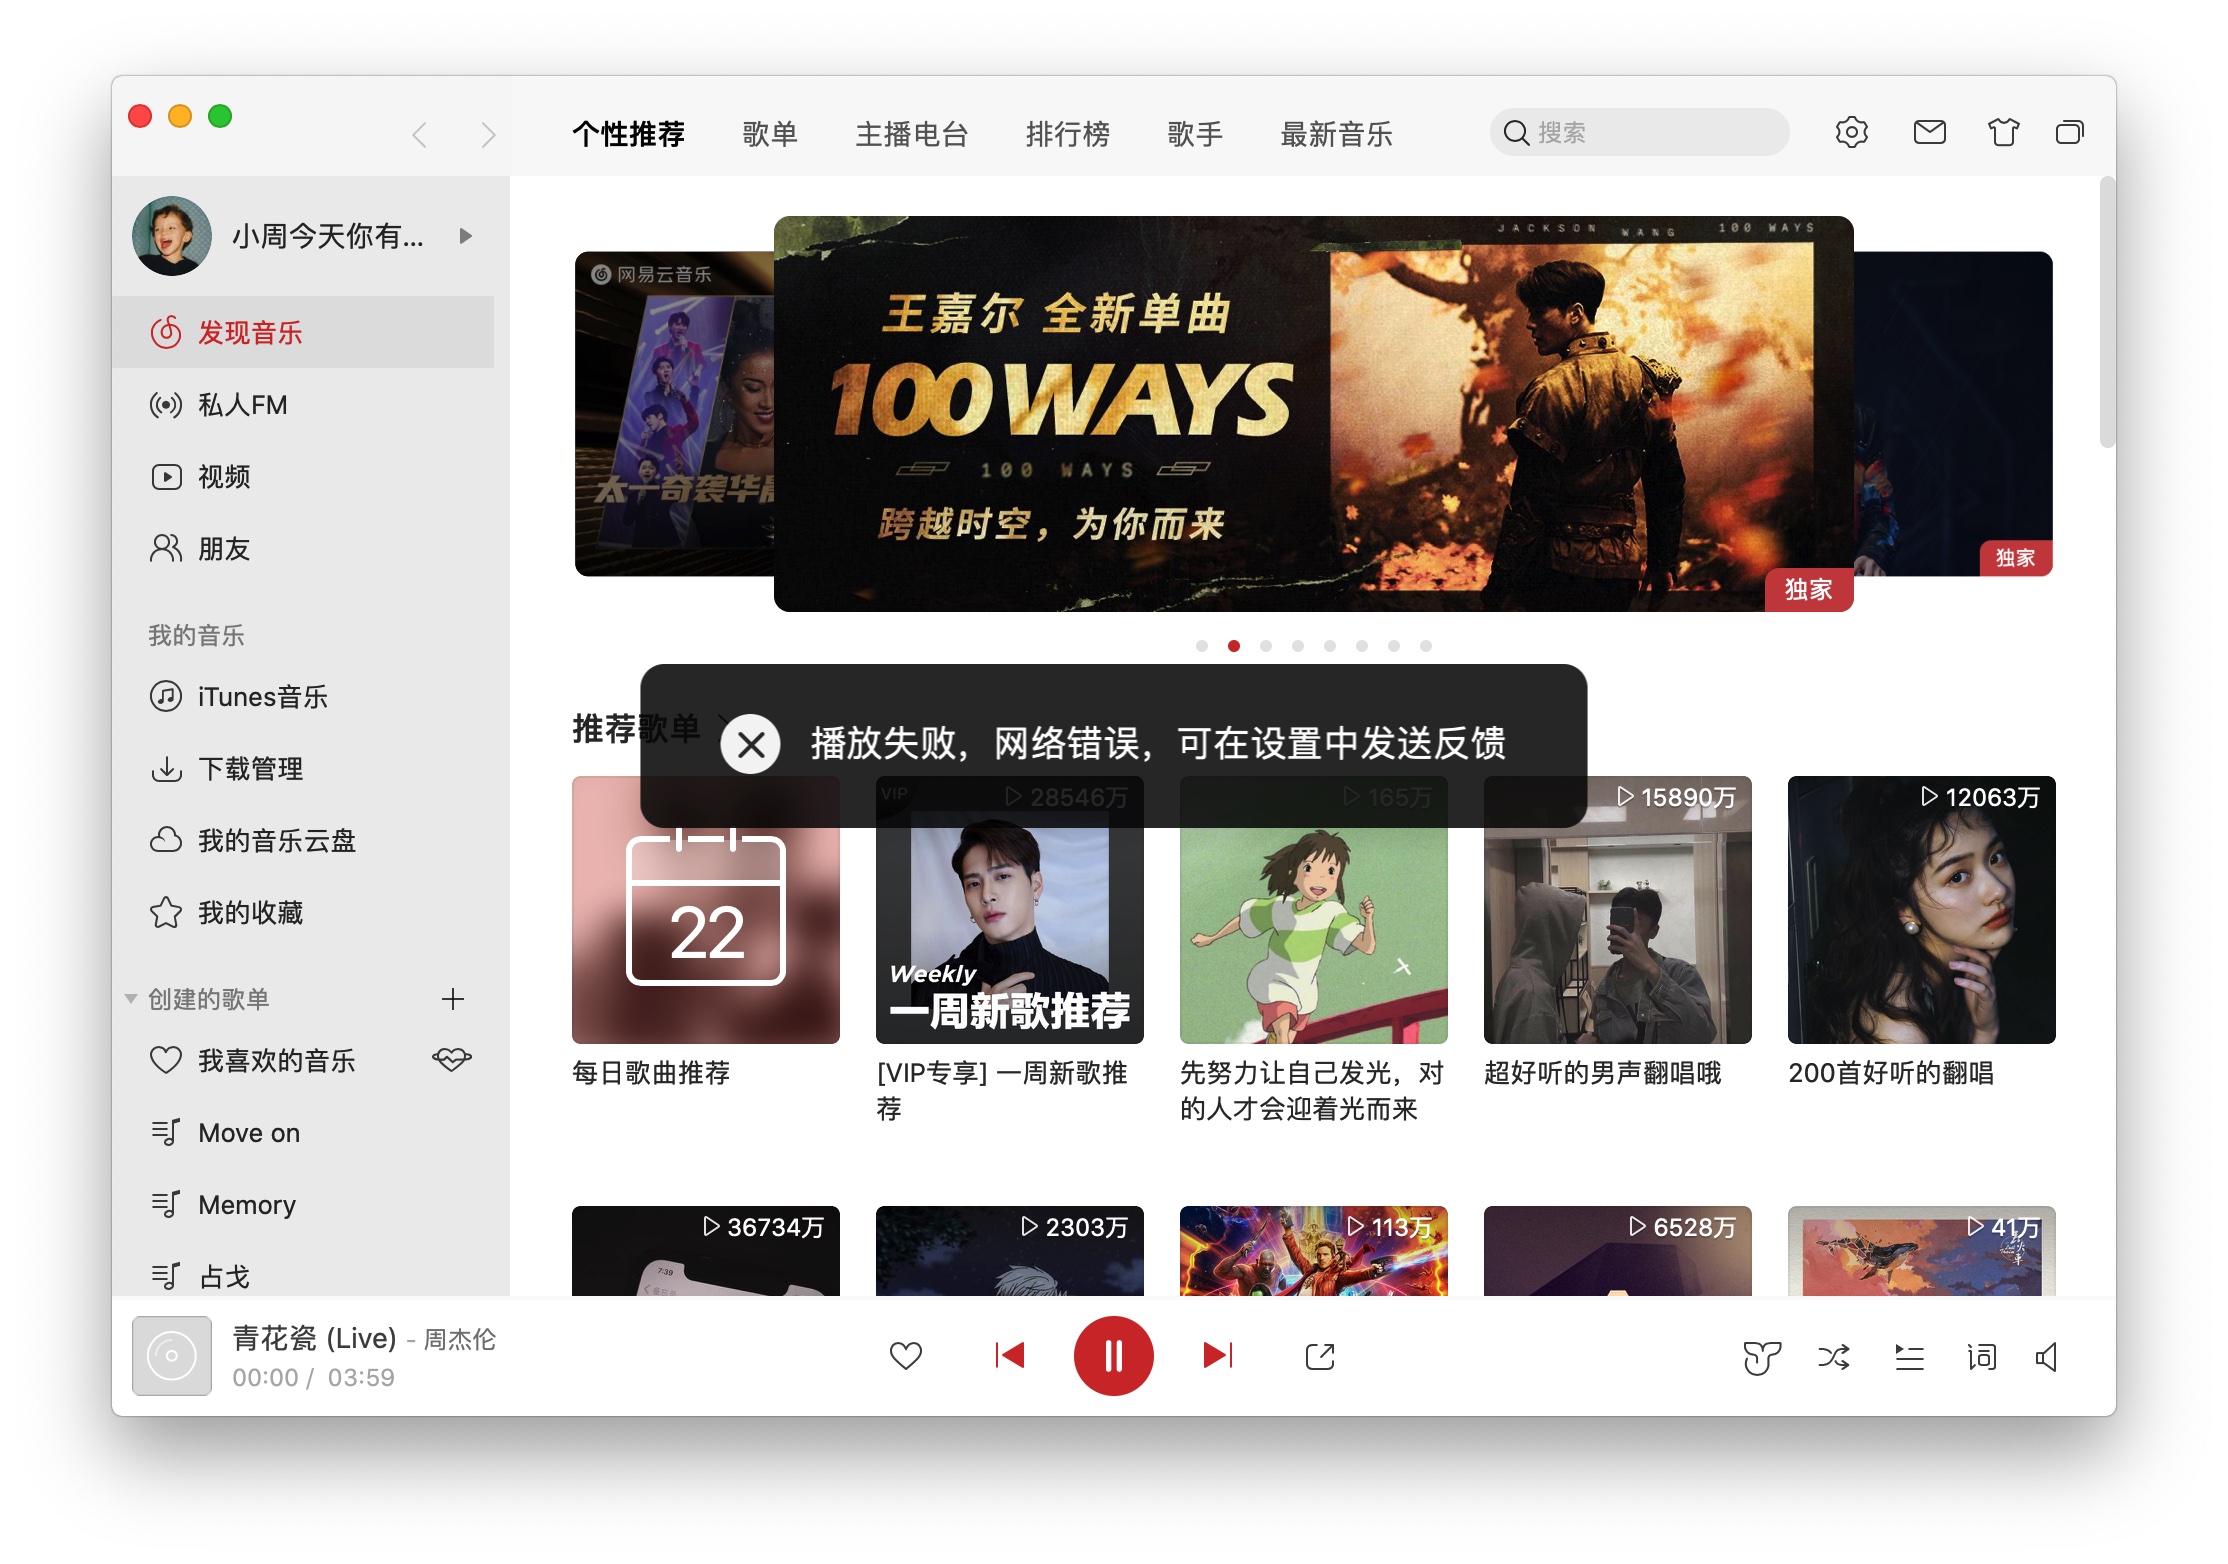 个性推荐
歌单
主播电台
排行榜
歌手
最新音乐
搜索
小周今天你有...
发现音乐
私人FM
视频
朋友
我的音乐
iTunes音乐
下载管理
我的音乐云盘
我的收藏
创建的歌单
我喜欢的音乐
Move on
Memory
占戈
网易云音乐
太一奇袭华晨
JACKSON WANG 100 WAYS
王嘉尔 全新单曲
100WAYS
100 WAYS
跨越时空，为你而来
独家
独家
推荐歌单
播放失败，网络错误，可在设置中发送反馈
22
每日歌曲推荐
VIP
28546万
Weekly
一周新歌推荐
[VIP专享] 一周新歌推
荐
165万
先努力让自己发光，对
的人才会迎着光而来
15890万
超好听的男声翻唱哦
12063万
200首好听的翻唱
36734万
7:39
2303万
113万
6528万
41万
青花瓷 (Live) - 周杰伦
00:00 / 03:59
词